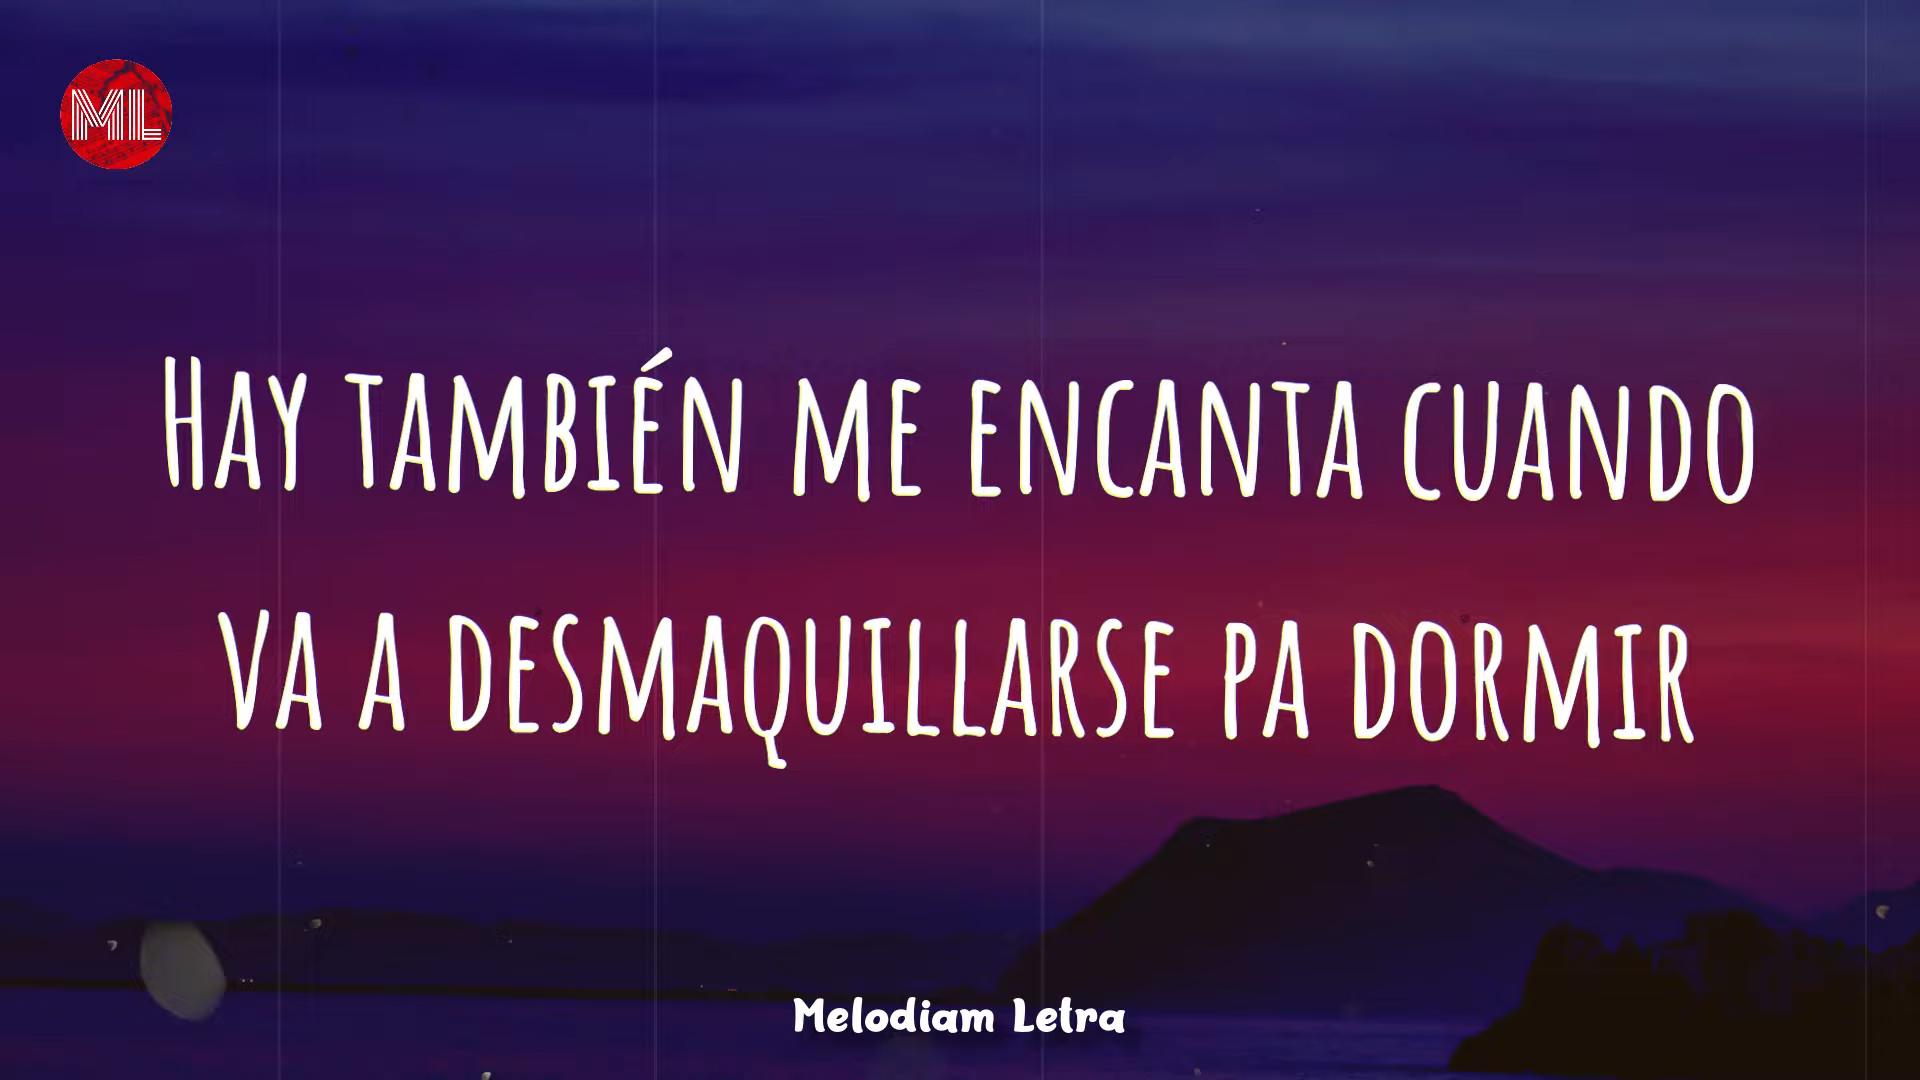 ML
Hay también me encanta cuando
va a desmaquillarse pa dormir
Melodiam Letra